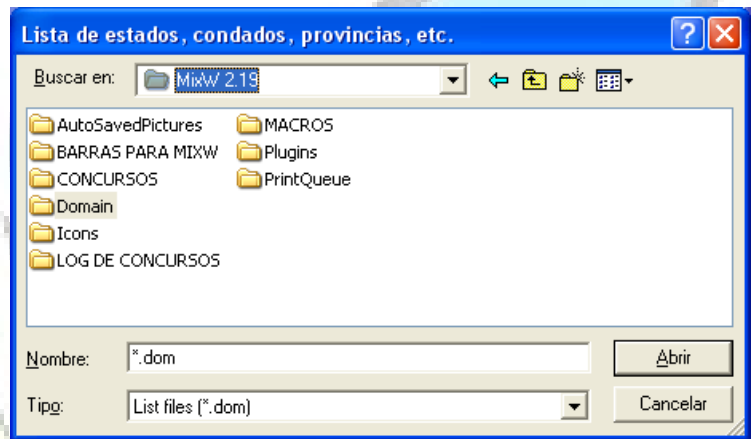 Lista de estados, condados, provincias, etc.
Buscar en: MixW 2.19
AutoSavedPictures MACROS
BARRAS PARA MIXW Plugins
CONCURSOS PrintQueue
Domain
Icons
LOG DE CONCURSOS
Nombre: *.dom Abrir
Tipo: List files (*.dom) Cancelar